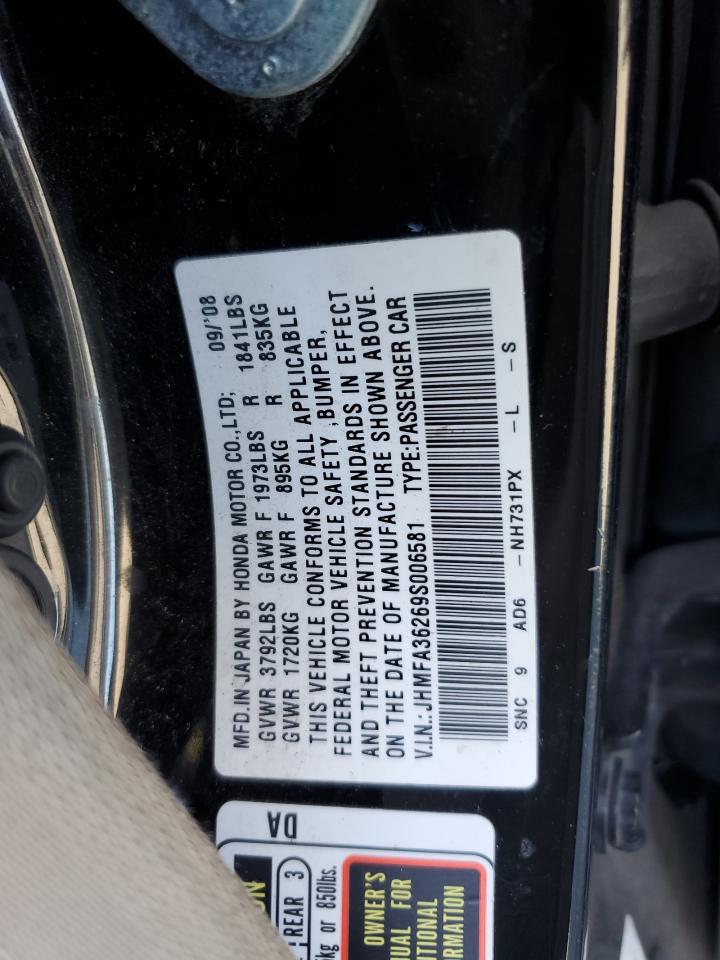 MFD.IN JAPAN BY HONDA MOTOR CO.,LTD; 09/'08
GVWR 3792LBS GAWR F 1973LBS R 1841LBS
GVWR 1720KG GAWR F 895KG R 835KG
THIS VEHICLE CONFORMS TO ALL APPLICABLE
FEDERAL MOTOR VEHICLE SAFETY ,BUMPER,
AND THEFT PREVENTION STANDARDS IN EFFECT
ON THE DATE OF MANUFACTURE SHOWN ABOVE.
V.I.N.: JHMFA36269S006581 TYPE:PASSENGER CAR
SNC 9 AD6 -NH731PX -L -S
DA
REAR 3
kg or 850lbs.
OWNER'S
FOR